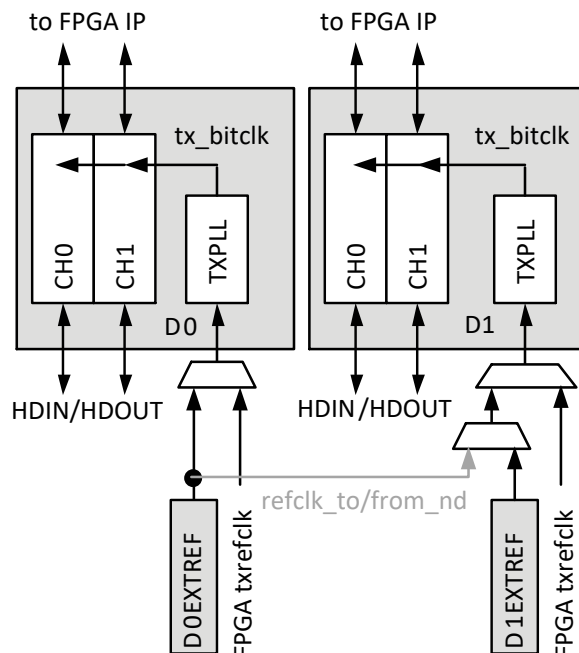 to FPGA IP
to FPGA IP
tx_bitclk
tx_bitclk
CH0
CH1
TXPLL
CH0
CH1
TXPLL
D0
D1
HDIN/HDOUT
HDIN/HDOUT
refclk_to/from_nd
D0EXTREF
FPGA txrefclk
D1EXTREF
FPGA txrefclk